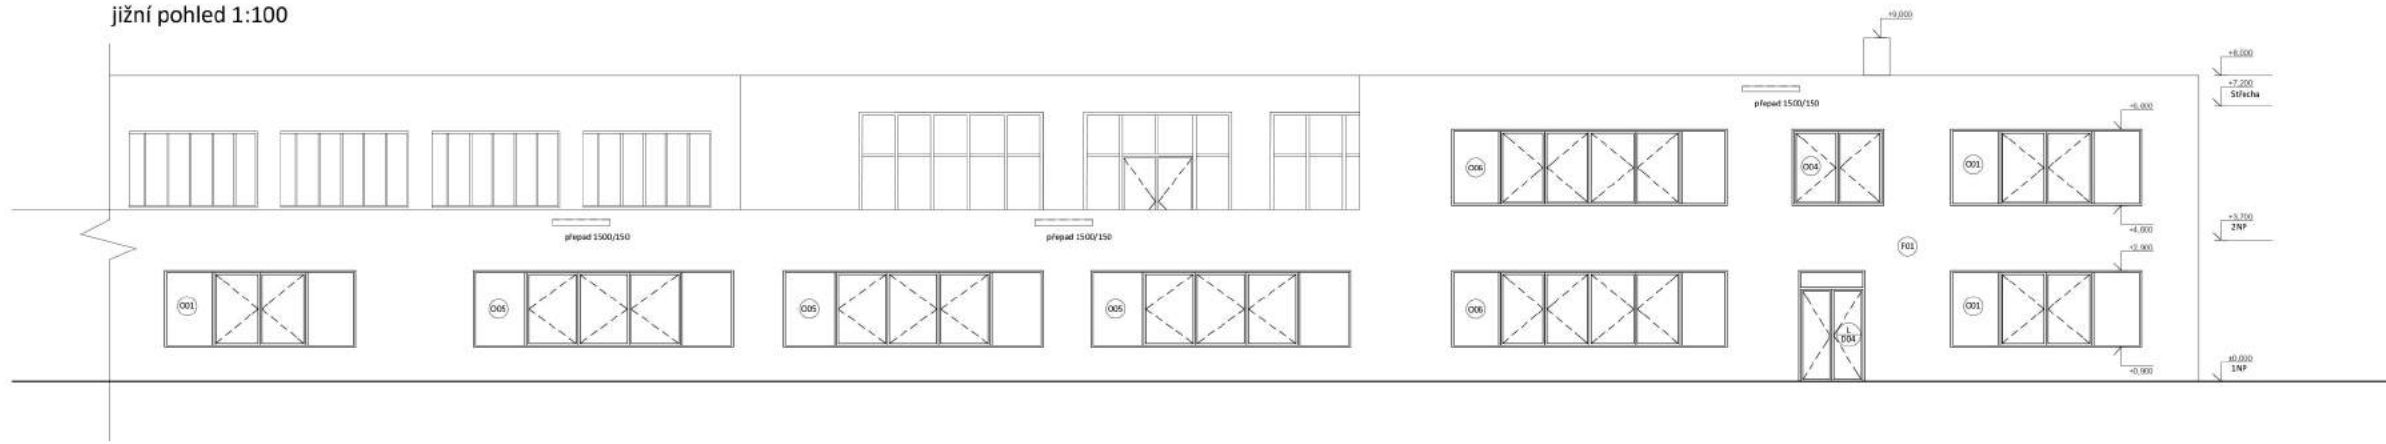 jižní pohled 1:100
+9,000
+8,000
+7,200
Střecha
přepad 1500/150
+6,600
O06
O04
O01
+4,600
+3,700
2NP
přepad 1500/150
přepad 1500/150
F01
+2,900
O01
O05
O05
O05
O06
O01
L
D04
+0,900
±0,000
1NP